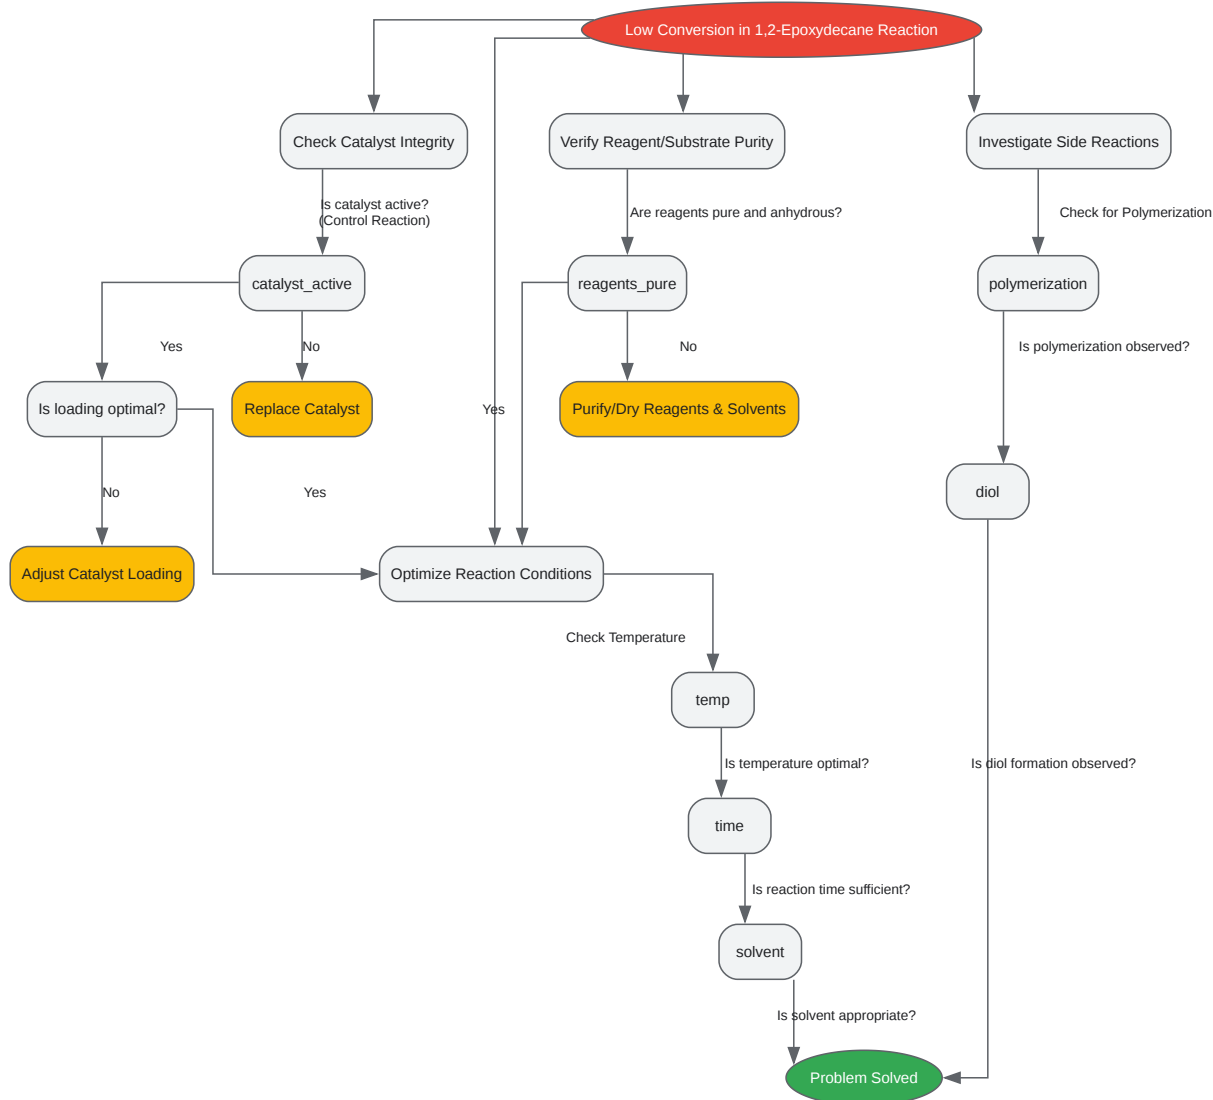 Low Conversion in 1,2-Epoxydecane Reaction
Check Catalyst Integrity
Verify Reagent/Substrate Purity
Investigate Side Reactions
Is catalyst active?
(Control Reaction)
Are reagents pure and anhydrous?
Check for Polymerization
catalyst_active
reagents_pure
polymerization
Yes
No
No
Is polymerization observed?
Is loading optimal?
Replace Catalyst
Yes
Purify/Dry Reagents & Solvents
No
Yes
diol
Adjust Catalyst Loading
Optimize Reaction Conditions
Check Temperature
temp
Is temperature optimal?
Is diol formation observed?
time
Is reaction time sufficient?
solvent
Is solvent appropriate?
Problem Solved